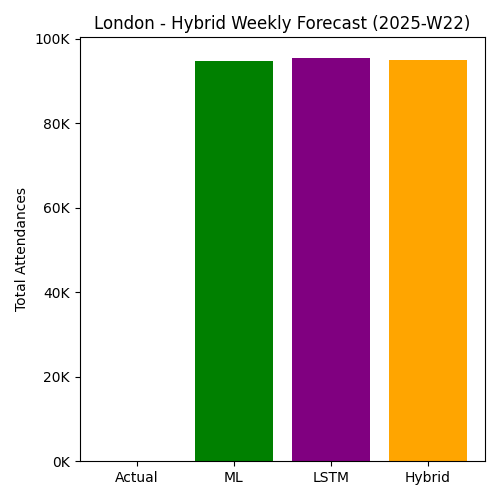 London - Hybrid Weekly Forecast (2025-W22)
Total Attendances
100K
80K
60K
40K
20K
0K
Actual ML LSTM Hybrid